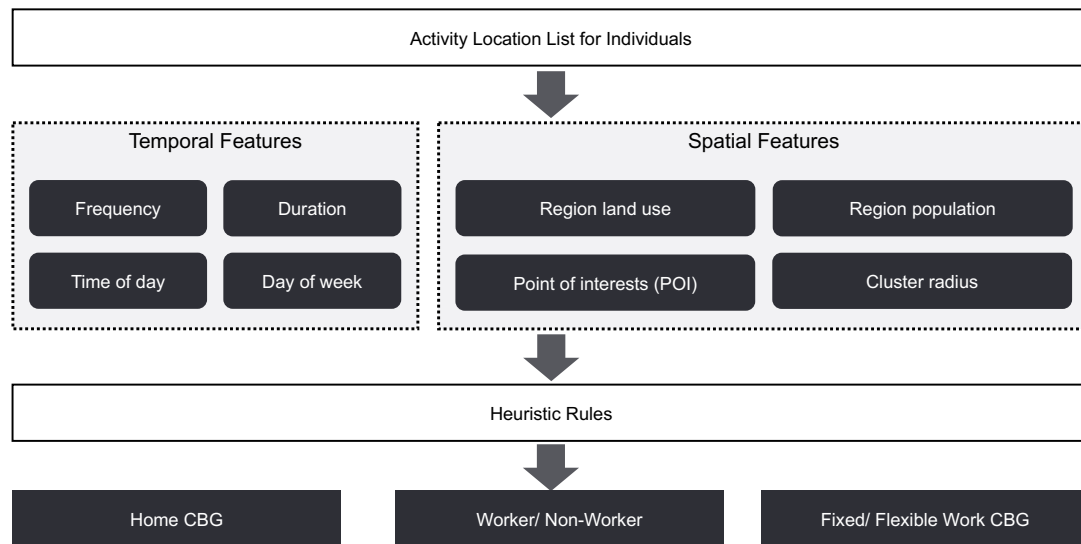 Activity Location List for Individuals
Temporal Features
Frequency
Duration
Time of day
Day of week
Spatial Features
Region land use
Region population
Point of interests (POI)
Cluster radius
Heuristic Rules
Home CBG
Worker/ Non-Worker
Fixed/ Flexible Work CBG